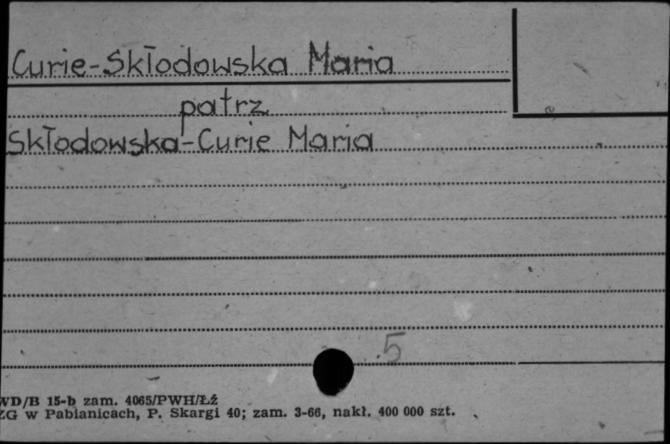 Curie-Skłodowska Maria
patrz
Skłodowska-Curie Maria
5
WD/B 15-b zam. 4065/PWH/Łź
ZG w Pabianicach, P. Skargi 40; zam. 3-66, nakł. 400 000 szt.